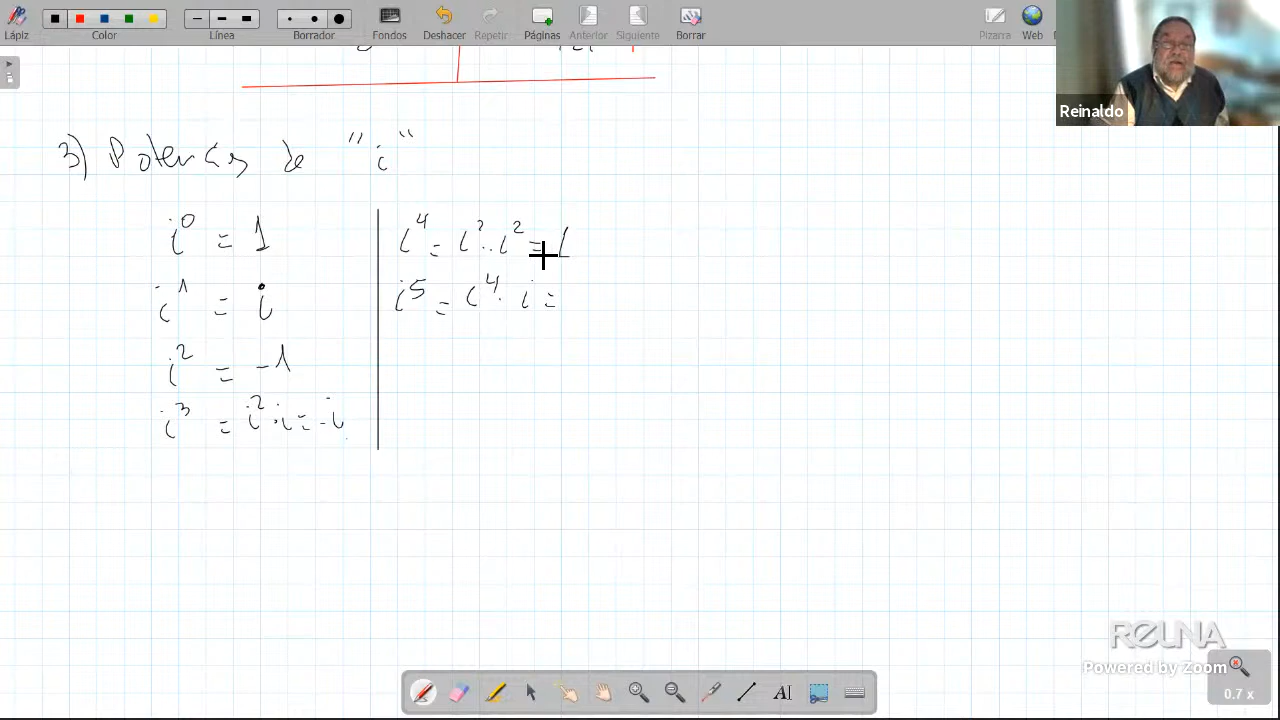 Lápiz Color Línea Borrador Fondos Deshacer Repetir Páginas Anterior Siguiente Borrar Pizarra Web
Reinaldo
3) Potencias de "i"
i⁰ = 1
i¹ = i
i² = -1
i³ = i² · i = -i
i⁴ = i² · i² = 1
i⁵ = i⁴ · i =
REUNA
Powered by Zoom
0.7 x